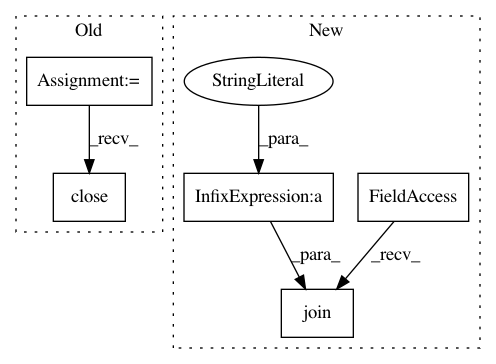 Old
New
Assignment:=
StringLiteral
_recv_
_para_
close
InfixExpression:a
FieldAccess
_para_
_recv_
join